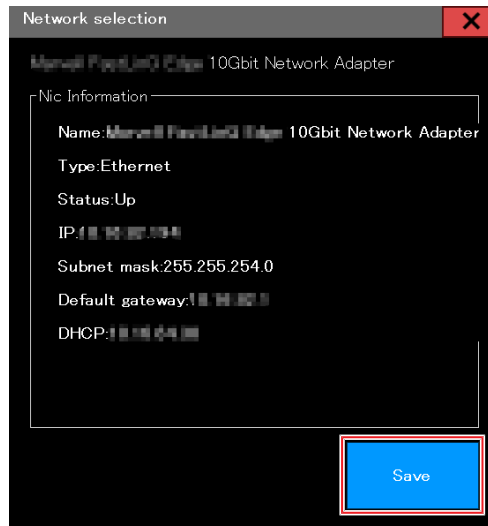 Network selection
10Gbit Network Adapter
Nic Information
Name: 10Gbit Network Adapter
Type:Ethernet
Status:Up
IP:
Subnet mask:255.255.254.0
Default gateway:
DHCP:
Save